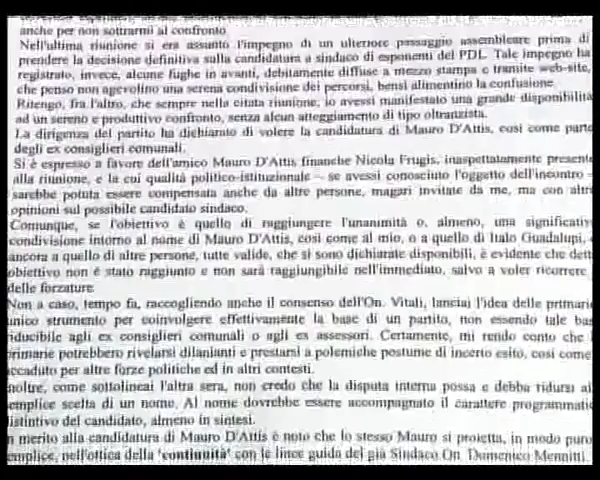 anche per non sottrarmi al confronto.
Nell'ultima riunione si era assunto l'impegno di un ulteriore passaggio assembleare prima di
prendere la decisione definitiva sulla candidatura a sindaco di esponenti del PDL. Tale impegno ha
registrato, invece, alcune fughe in avanti, debitamente diffuse a mezzo stampa e tramite web-site,
che penso non agevolino una serena condivisione dei percorsi, bensì alimentino la confusione.
Ritengo, fra l'altro, che sempre nella citata riunione, io avessi manifestato una grande disponibilità
ad un sereno e produttivo confronto, senza alcun atteggiamento di tipo oltranzista.
La dirigenza del partito ha dichiarato di volere la candidatura di Mauro D'Attis, così come parte
degli ex consiglieri comunali.
Si è espresso a favore dell'amico Mauro D'Attis finanche Nicola Frugis, inaspettatamente presente
alla riunione, e la cui qualità politico-istituzionale – se avessi conosciuto l'oggetto dell'incontro –
sarebbe potuta essere compensata anche da altre persone, magari invitate da me, ma con altri
opinioni sul possibile candidato sindaco.
Comunque, se l'obiettivo è quello di raggiungere l'unanimità o, almeno, una significativ
condivisione intorno al nome di Mauro D'Attis, così come al mio, o a quello di Italo Guadalupi,
ancora a quello di altre persone, tutte valide, che si sono dichiarate disponibili, è evidente che dett
obiettivo non è stato raggiunto e non sarà raggiungibile nell'immediato, salvo a voler ricorrere
delle forzature.
Non a caso, tempo fa, raccogliendo anche il consenso dell'On. Vitali, lanciai l'idea delle primarie
unico strumento per coinvolgere effettivamente la base di un partito, non essendo tale bas
iducibile agli ex consiglieri comunali o agli ex assessori. Certamente, mi rendo conto che l
primarie potrebbero rivelarsi dilanianti e prestarsi a polemiche postume di incerto esito, così come
ccaduto per altre forze politiche ed in altri contesti.
noltre, come sottolineai l'altra sera, non credo che la disputa interna possa e debba ridursi al
emplice scelta di un nome. Al nome dovrebbe essere accompagnato il carattere programmatic
istintivo del candidato, almeno in sintesi.
n merito alla candidatura di Mauro D'Attis è noto che lo stesso Mauro si proietta, in modo puro
emplice, nell'ottica della 'continuità' con le linee guida del già Sindaco On. Domenico Mennitti.